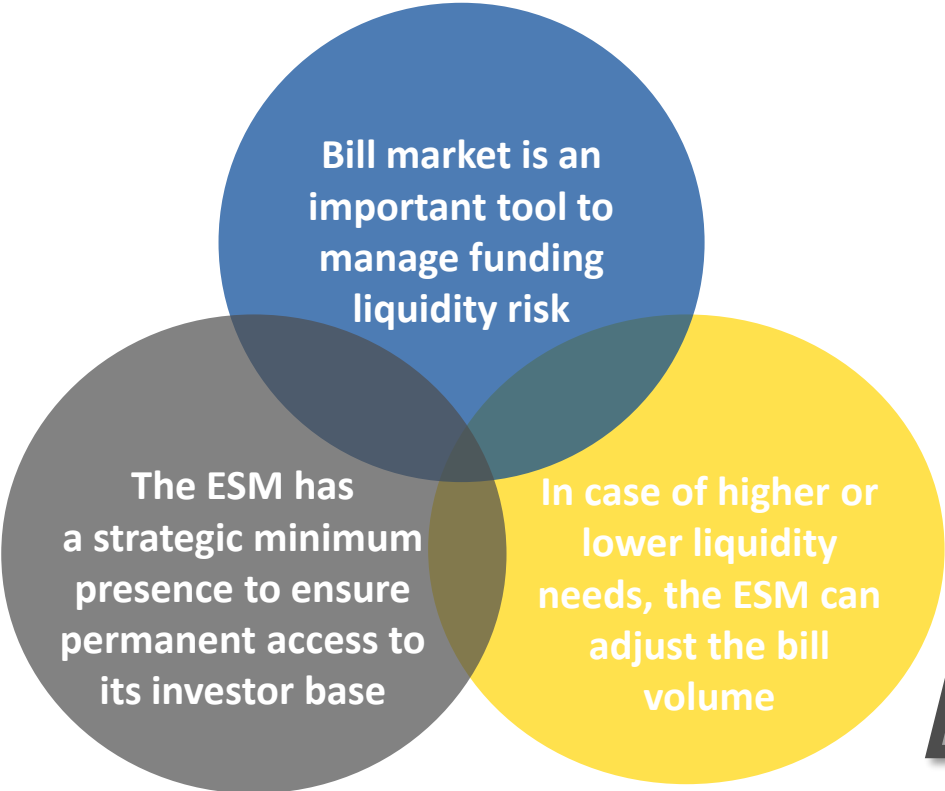 Bill market is an
important tool to
manage funding
liquidity risk
The ESM has
a strategic minimum
presence to ensure
permanent access to
its investor base
In case of higher or
lower liquidity
needs, the ESM can
adjust the bill
volume